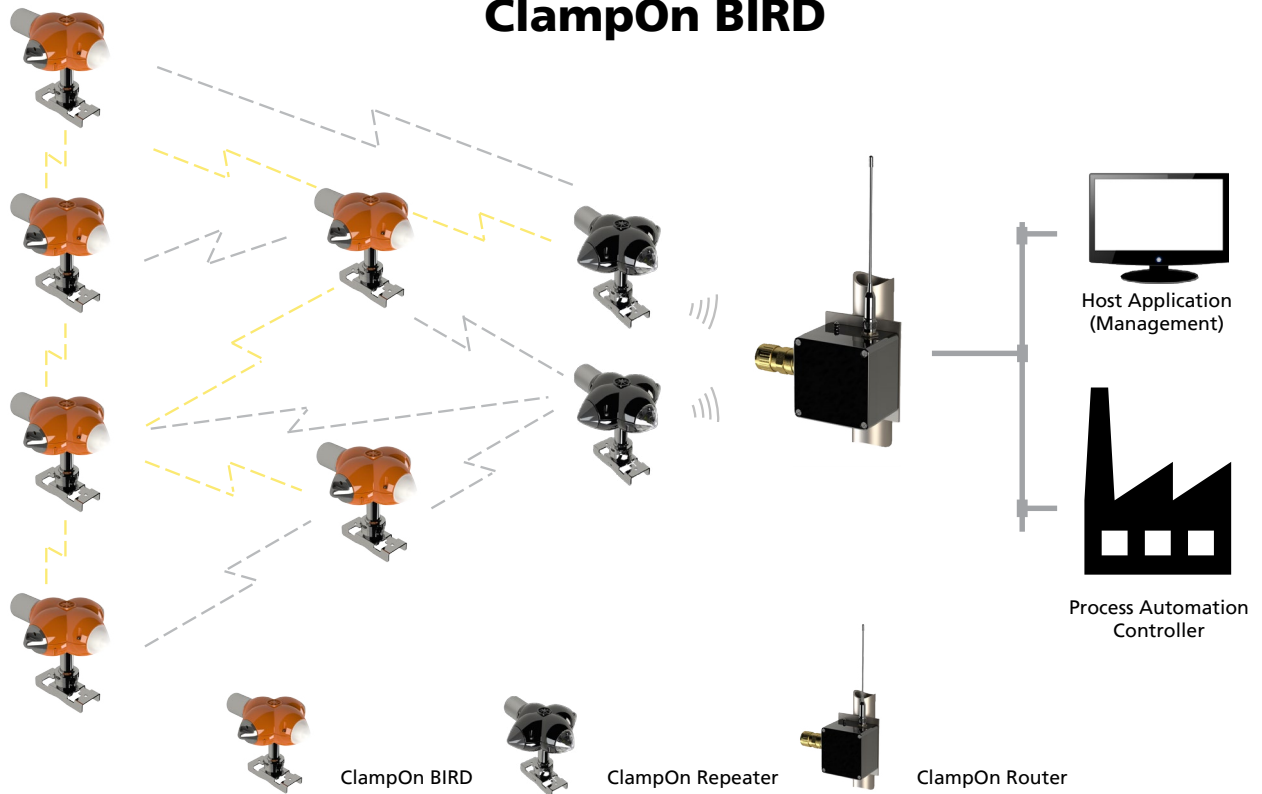 ClampOn BIRD
Host Application
(Management)
Process Automation
Controller
ClampOn BIRD
ClampOn Repeater
ClampOn Router